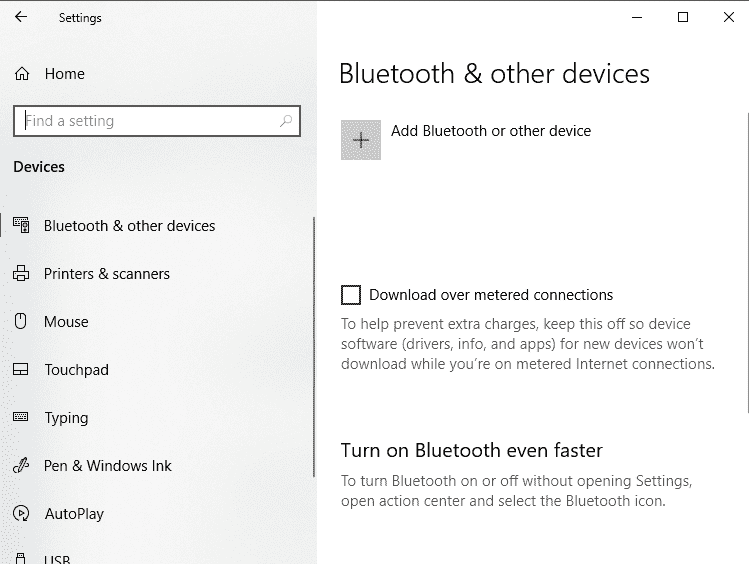 Settings
Home
Find a setting
Devices
Bluetooth & other devices
Printers & scanners
Mouse
Touchpad
Typing
Pen & Windows Ink
AutoPlay
USB
Bluetooth & other devices
Add Bluetooth or other device
Download over metered connections
To help prevent extra charges, keep this off so device
software (drivers, info, and apps) for new devices won't
download while you're on metered Internet connections.
Turn on Bluetooth even faster
To turn Bluetooth on or off without opening Settings,
open action center and select the Bluetooth icon.